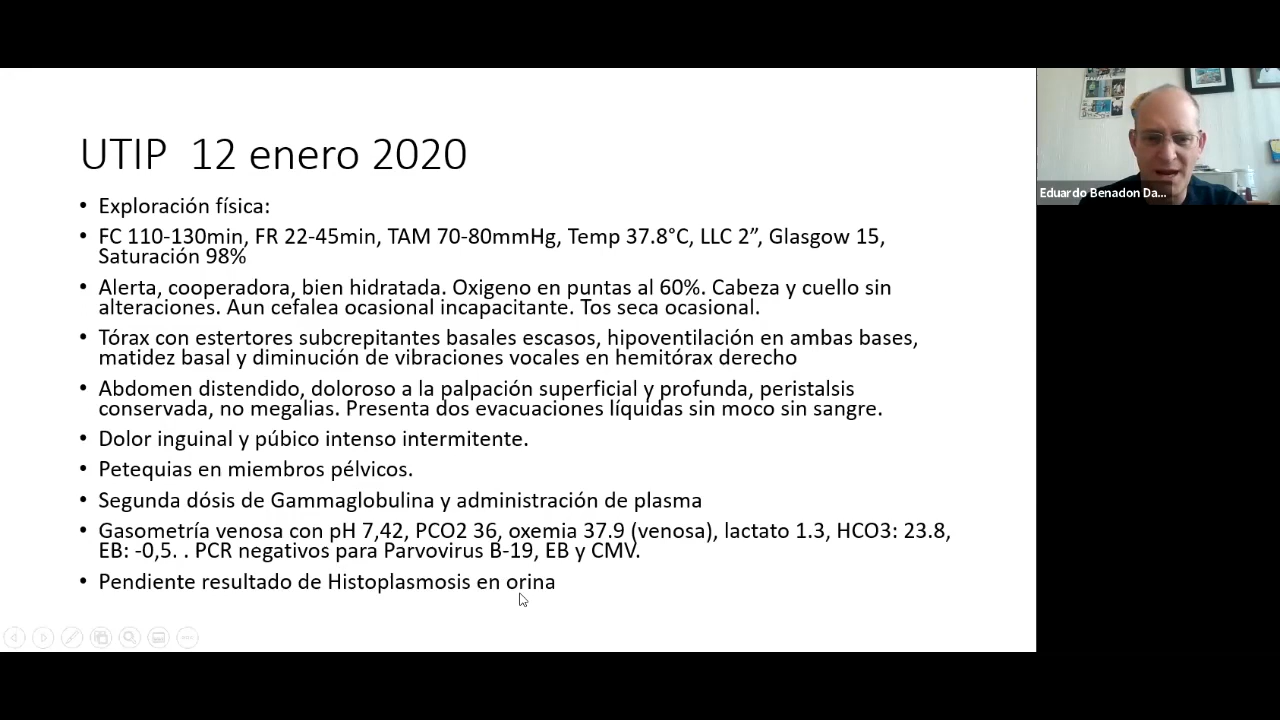 UTIP 12 enero 2020
• Exploración física:
• FC 110-130min, FR 22-45min, TAM 70-80mmHg, Temp 37.8°C, LLC 2”, Glasgow 15,
Saturación 98%
• Alerta, cooperadora, bien hidratada. Oxigeno en puntas al 60%. Cabeza y cuello sin
alteraciones. Aun cefalea ocasional incapacitante. Tos seca ocasional.
• Tórax con estertores subcrepitantes basales escasos, hipoventilación en ambas bases,
matidez basal y diminución de vibraciones vocales en hemitórax derecho
• Abdomen distendido, doloroso a la palpación superficial y profunda, peristalsis
conservada, no megalias. Presenta dos evacuaciones líquidas sin moco sin sangre.
• Dolor inguinal y púbico intenso intermitente.
• Petequias en miembros pélvicos.
• Segunda dósis de Gammaglobulina y administración de plasma
• Gasometría venosa con pH 7,42, PCO2 36, oxemia 37.9 (venosa), lactato 1.3, HCO3: 23.8,
EB: -0,5. . PCR negativos para Parvovirus B-19, EB y CMV.
• Pendiente resultado de Histoplasmosis en orina
Eduardo Benadon Da...